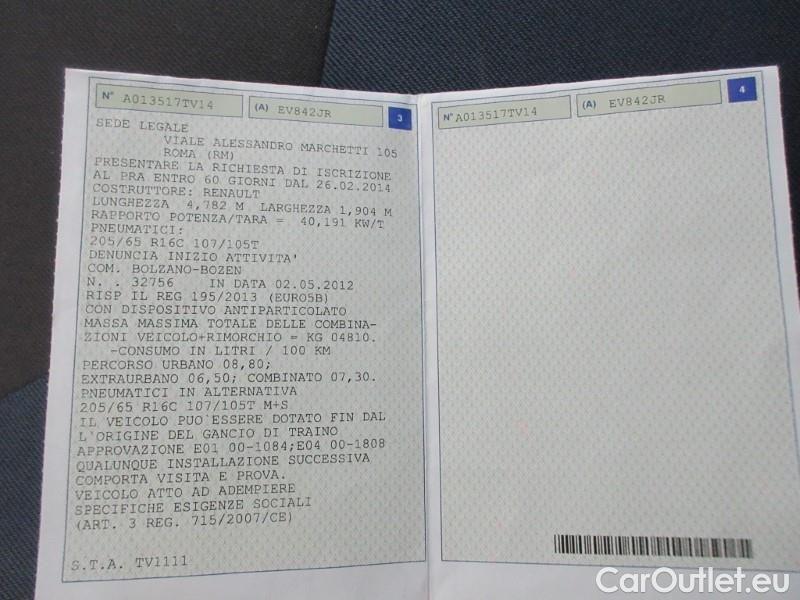 N° A013517TV14 (A) EV842JR 3
SEDE LEGALE
VIALE ALESSANDRO MARCHETTI 105
ROMA (RM)
PRESENTARE LA RICHIESTA DI ISCRIZIONE
AL PRA ENTRO 60 GIORNI DAL 26.02.2014
COSTRUTTORE: RENAULT
LUNGHEZZA 4,782 M LARGHEZZA 1,904 M
RAPPORTO POTENZA/TARA = 40,191 KW/T
PNEUMATICI:
205/65 R16C 107/105T
DENUNCIA INIZIO ATTIVITA'
COM. BOLZANO-BOZEN
N. . 32756 IN DATA 02.05.2012
RISP IL REG 195/2013 (EURO5B)
CON DISPOSITIVO ANTIPARTICOLATO
MASSA MASSIMA TOTALE DELLE COMBINA-
ZIONI VEICOLO+RIMORCHIO = KG 04810.
-CONSUMO IN LITRI / 100 KM
PERCORSO URBANO 08,80;
EXTRAURBANO 06,50; COMBINATO 07,30.
PNEUMATICI IN ALTERNATIVA
205/65 R16C 107/105T M+S
IL VEICOLO PUO'ESSERE DOTATO FIN DAL
L'ORIGINE DEL GANCIO DI TRAINO
APPROVAZIONE E01 00-1084;E04 00-1808
QUALUNQUE INSTALLAZIONE SUCCESSIVA
COMPORTA VISITA E PROVA.
VEICOLO ATTO AD ADEMPIERE
SPECIFICHE ESIGENZE SOCIALI
(ART. 3 REG. 715/2007/CE)
S.T.A. TV1111
N° A013517TV14 (A) EV842JR 4
CarOutlet.eu